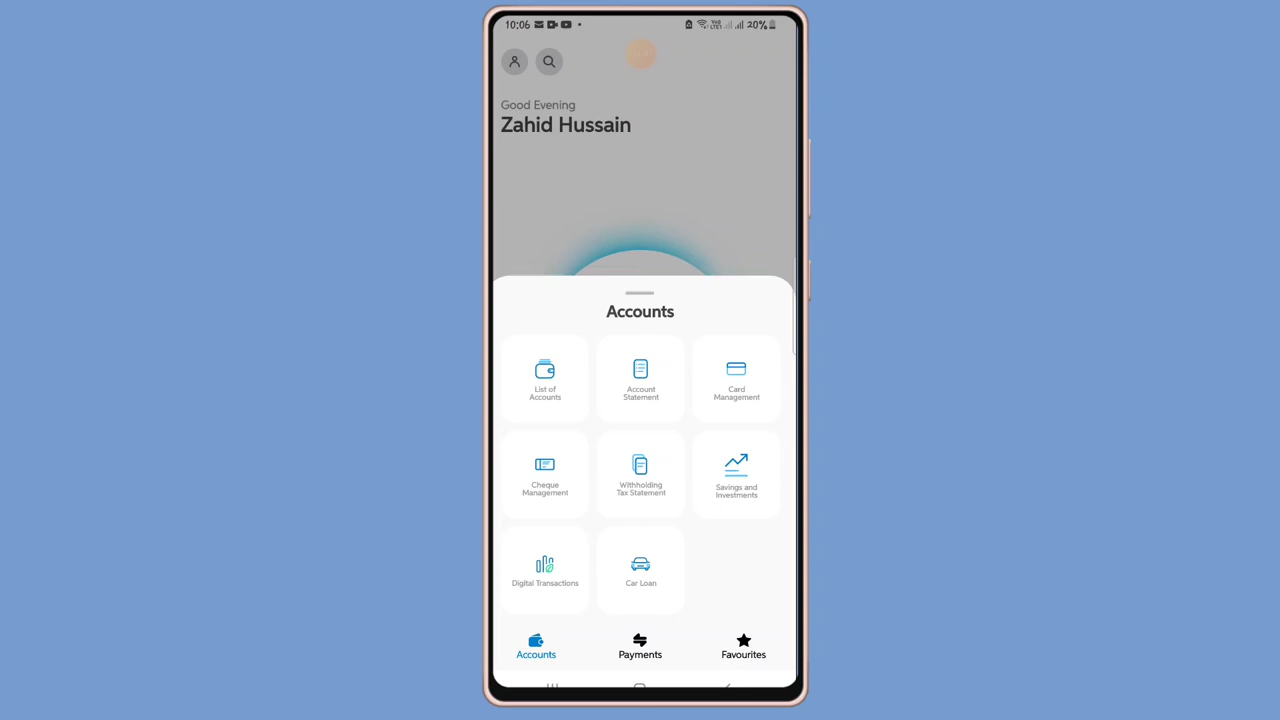 10:06
20%
Good Evening
Zahid Hussain
Accounts
List of
Accounts
Account
Statement
Card
Management
Cheque
Management
Withholding
Tax Statement
Savings and
Investments
Digital Transactions
Car Loan
Accounts
Payments
Favourites